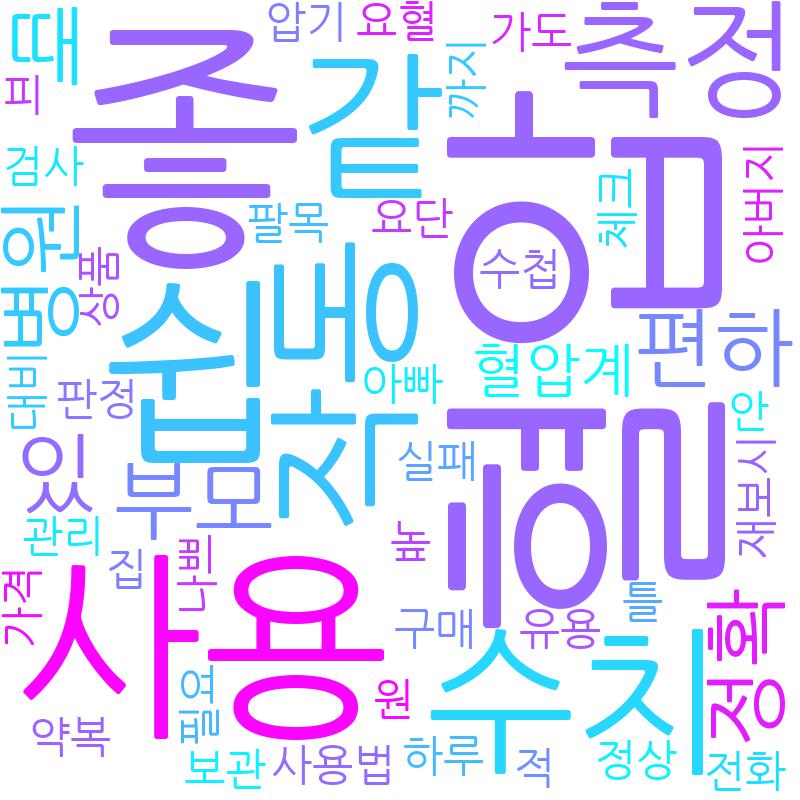 압기
요혈
가도
측정
때
좋
같
까지
피
검사
혈압
체크
아버지
팔목
요단
병원
상품
쉽
작동
수첩
편하
혈압계
대비
판정
아빠
안
있
부모
실패
재보시
관리
집
나쁘
높
가격
사용
구매
유용
틀
정확
수치
필요
원
약복
보관
사용법
하루
적
정상
전화